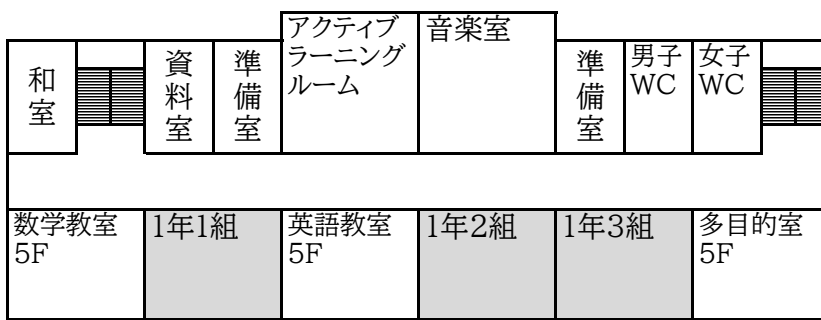 和室
資料室
準備室
アクティブ
ラーニング
ルーム
音楽室
準備室
男子
WC
女子
WC
数学教室
5F
1年1組
英語教室
5F
1年2組
1年3組
多目的室
5F